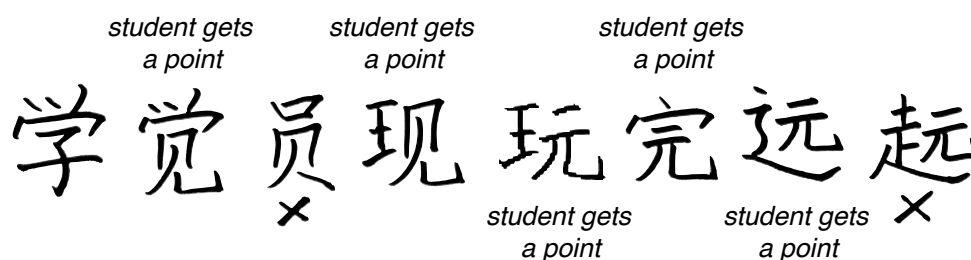 student gets student gets student gets
a point a point a point
学 觉 员 现 玩 完 远
× ×
student gets student gets
a point a point